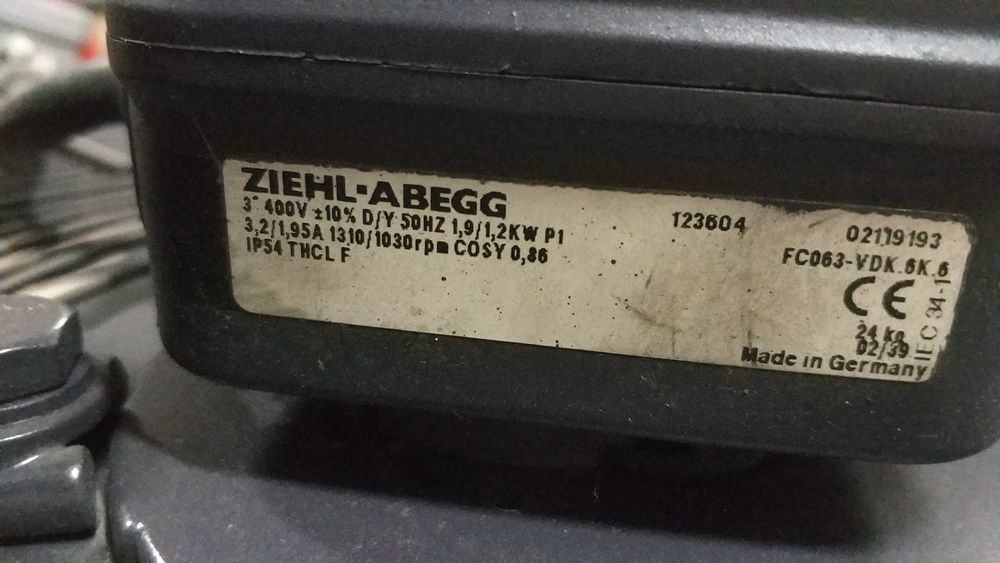 ZIEHL-ABEGG
3~ 400V ±10% D/Y 50HZ 1,9/1,2KW P1
3,2/1,95A 1310/1030rpm COSY 0,86
IP54 THCL F
123604
02119193
FC063-VDK.6K.6
CE
24 kg
02/39
Made in Germany
IEC 34-1